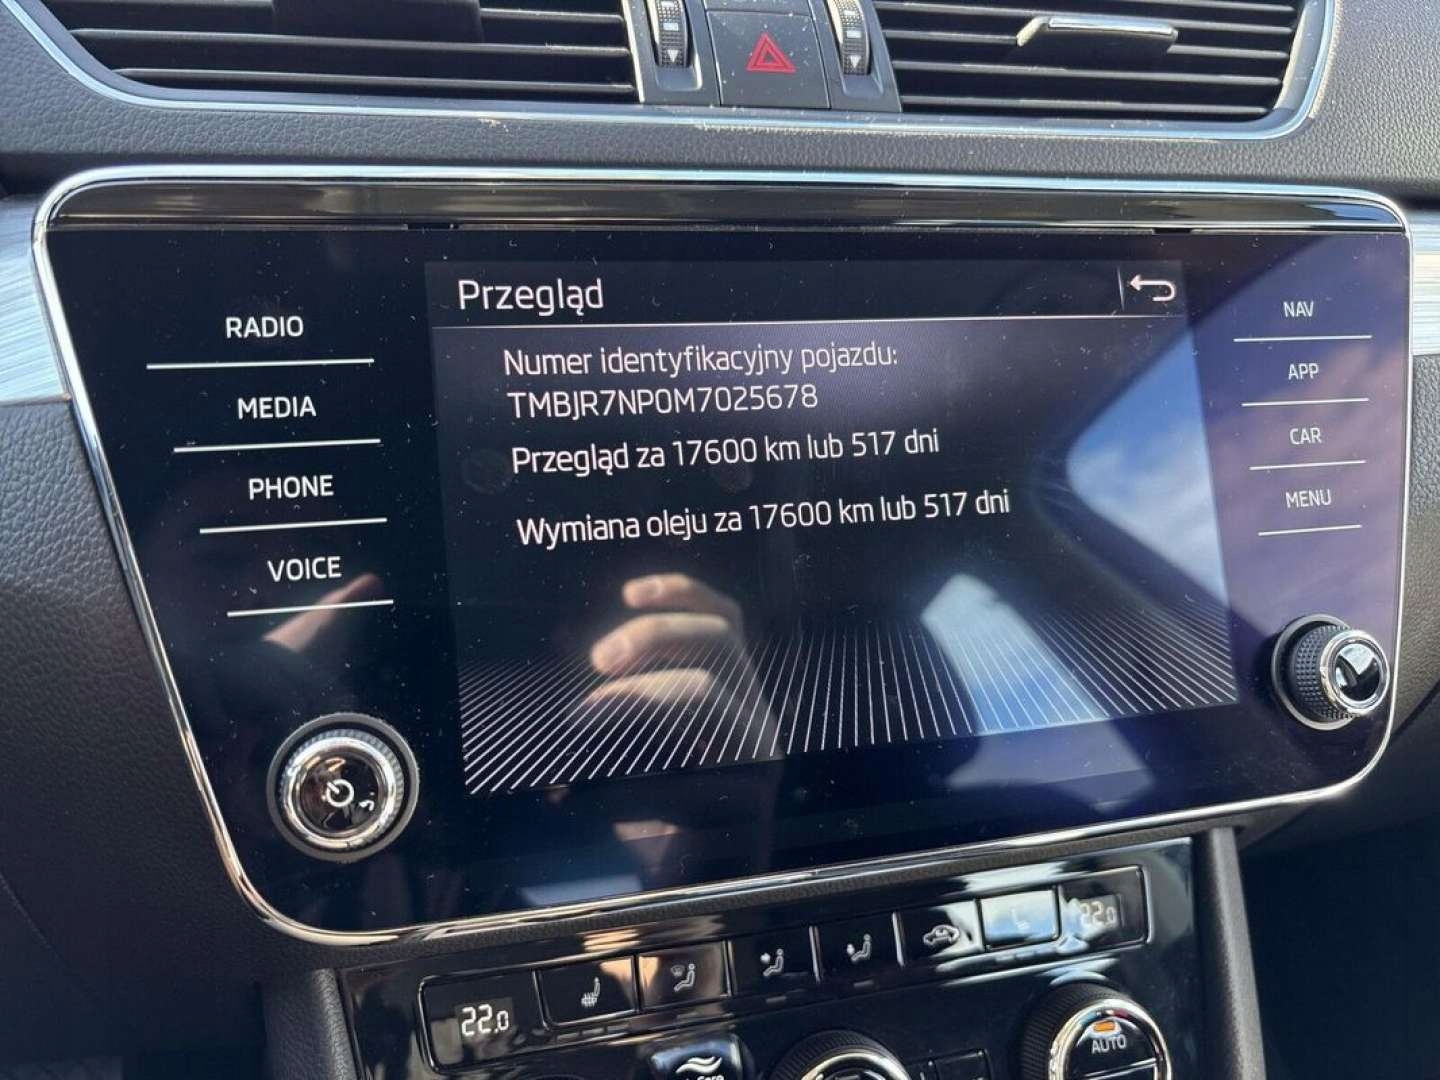 Przegląd
RADIO
MEDIA
PHONE
VOICE
Numer identyfikacyjny pojazdu:
TMBJR7NP0M7025678
Przegląd za 17600 km lub 517 dni
Wymiana oleju za 17600 km lub 517 dni
NAV
APP
CAR
MENU
22.0
22.0
AUTO